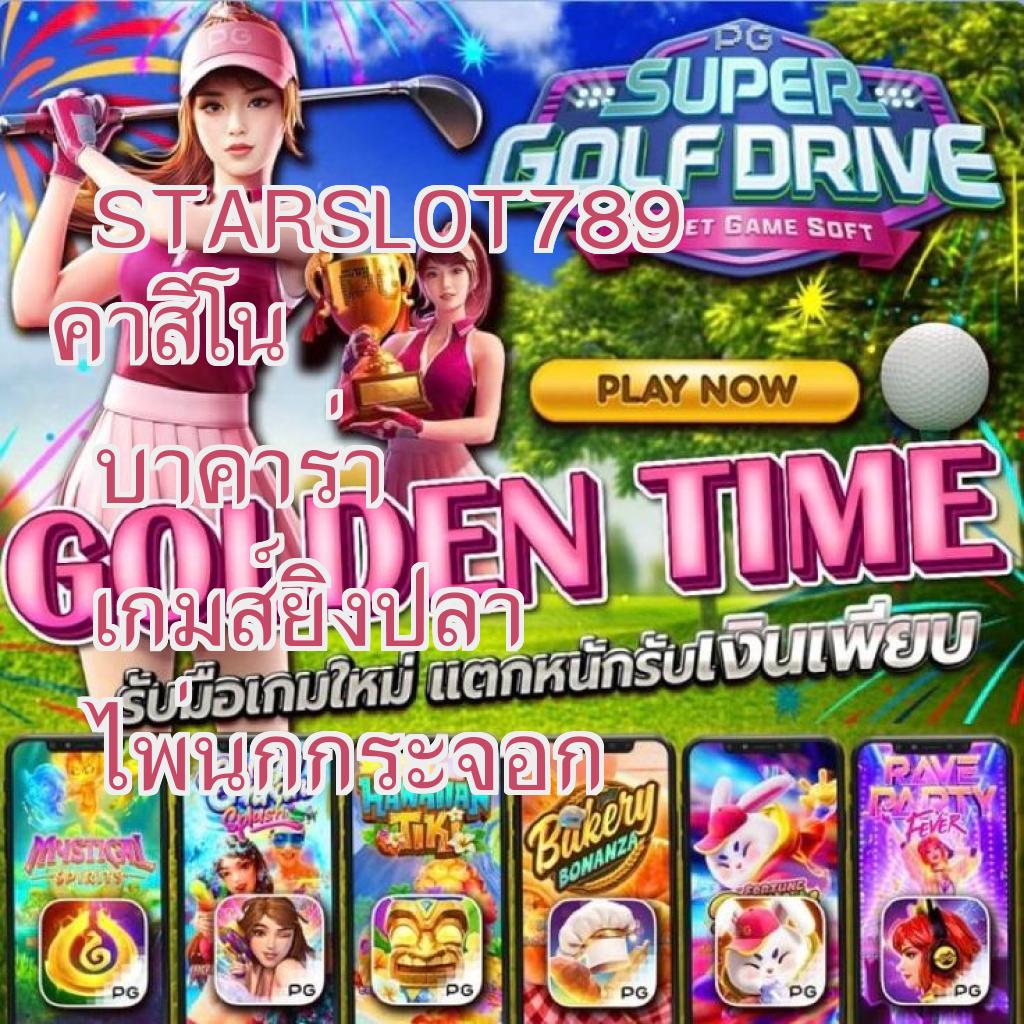 PG
PG
SUPER
GOLF DRIVE
ET GAME SOFT
STARSLOT789
คาสิโน
PLAY NOW
บาคาร่า
GOLDEN TIME
เกมส์ยิงปลา
รับมือเกมใหม่ แตกหนักรับเงินเพียบ
ไพ่นกกระจอก
MYSTICAL
SPIRITS
Splash
HAWAIIAN
TIKI
Bakery
BONANZA
FORTUNE
RAVE
PARTY
FEVER
PG
PG
PG
PG
PG
PG